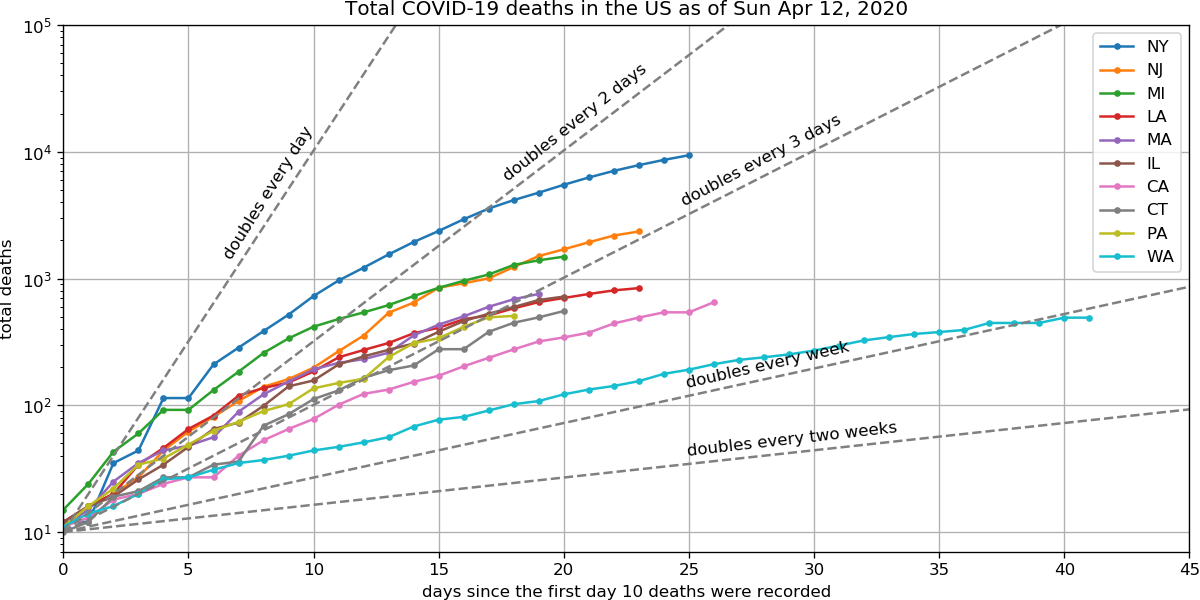 Total COVID-19 deaths in the US as of Sun Apr 12, 2020
10^5
10^4
10^3
10^2
10^1
total deaths
doubles every day
doubles every 2 days
doubles every 3 days
doubles every week
doubles every two weeks
NY
NJ
MI
LA
MA
IL
CA
CT
PA
WA
0 5 10 15 20 25 30 35 40 45
days since the first day 10 deaths were recorded